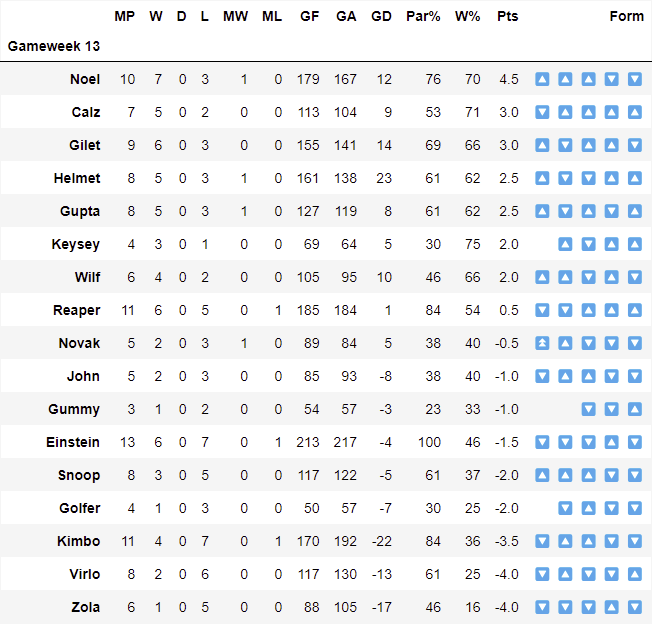 MP W D L MW ML GF GA GD Par% W% Pts Form
Gameweek 13
Noel 10 7 0 3 1 0 179 167 12 76 70 4.5 🔼 🔼 🔼 🔽 🔽
Calz 7 5 0 2 0 0 113 104 9 53 71 3.0 🔽 🔼 🔼 🔼 🔼
Gilet 9 6 0 3 0 0 155 141 14 69 66 3.0 🔼 🔽 🔼 🔼 🔽
Helmet 8 5 0 3 1 0 161 138 23 61 62 2.5 🔼 🔽 🔽 🔼 🔼
Gupta 8 5 0 3 1 0 127 119 8 61 62 2.5 🔼 🔽 🔼 🔽 🔼
Keysey 4 3 0 1 0 0 69 64 5 30 75 2.0 🔼 🔽 🔼 🔼
Wilf 6 4 0 2 0 0 105 95 10 46 66 2.0 🔼 🔼 🔽 🔼 🔽
Reaper 11 6 0 5 0 1 185 184 1 84 54 0.5 🔽 🔽 🔼 🔼 🔼
Novak 5 2 0 3 1 0 89 84 5 38 40 -0.5 ⏫ 🔼 🔽 🔽 🔽
John 5 2 0 3 0 0 85 93 -8 38 40 -1.0 🔽 🔼 🔼 🔽 🔽
Gummy 3 1 0 2 0 0 54 57 -3 23 33 -1.0 🔽 🔽 🔼
Einstein 13 6 0 7 0 1 213 217 -4 100 46 -1.5 🔽 🔽 🔽 🔼 🔽
Snoop 8 3 0 5 0 0 117 122 -5 61 37 -2.0 🔼 🔼 🔼 🔽 🔽
Golfer 4 1 0 3 0 0 50 57 -7 30 25 -2.0 🔽 🔼 🔽 🔽
Kimbo 11 4 0 7 0 1 170 192 -22 84 36 -3.5 🔽 🔼 🔼 🔼 🔽
Virlo 8 2 0 6 0 0 117 130 -13 61 25 -4.0 🔽 🔼 🔽 🔽 🔼
Zola 6 1 0 5 0 0 88 105 -17 46 16 -4.0 🔽 🔽 🔽 🔼 🔽